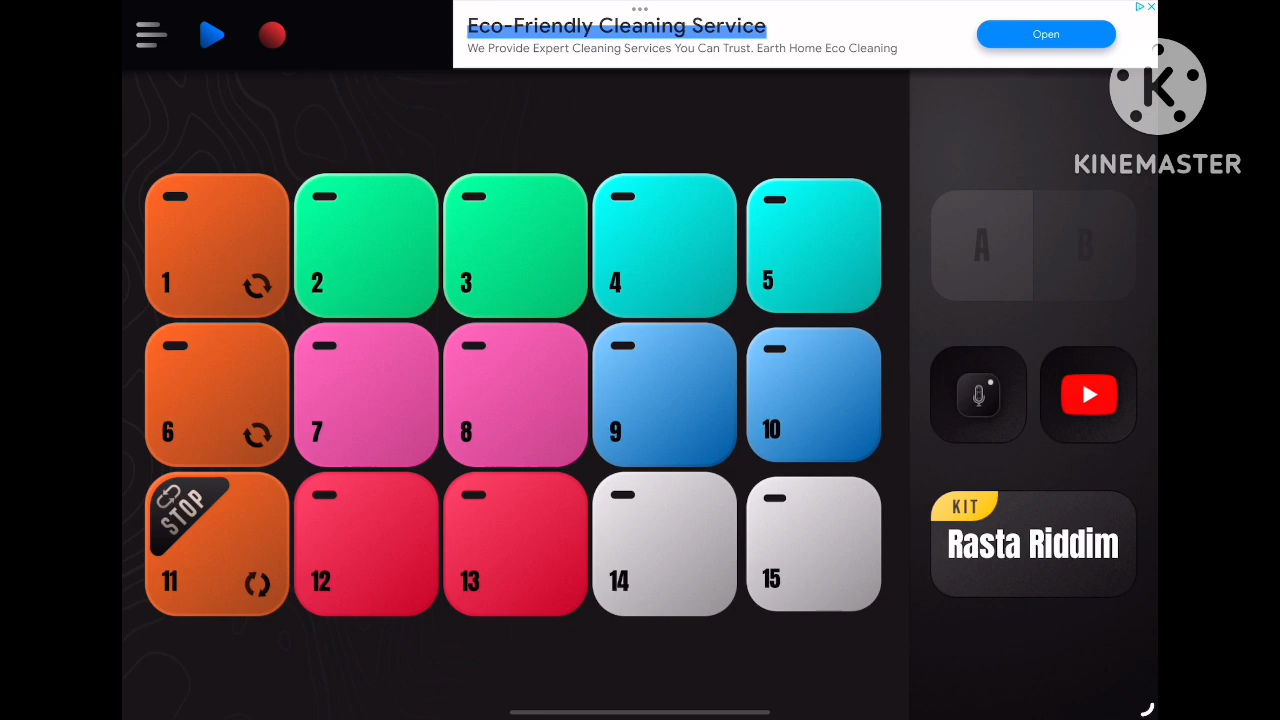 Eco-Friendly Cleaning Service
We Provide Expert Cleaning Services You Can Trust. Earth Home Eco Cleaning
Open
K
KINEMASTER
1
2
3
4
5
A
B
6
7
8
9
10
STOP
11
12
13
14
15
KIT
Rasta Riddim